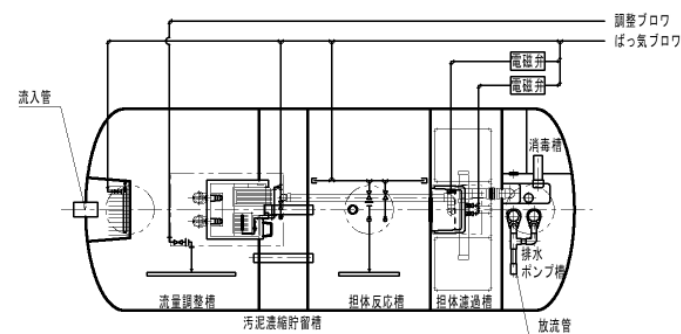 調整ブロワ
ばっ気ブロワ
電磁弁
電磁弁
流入管
消毒槽
排水
ポンプ槽
流量調整槽
担体反応槽
担体濾過槽
汚泥濃縮貯留槽
放流管